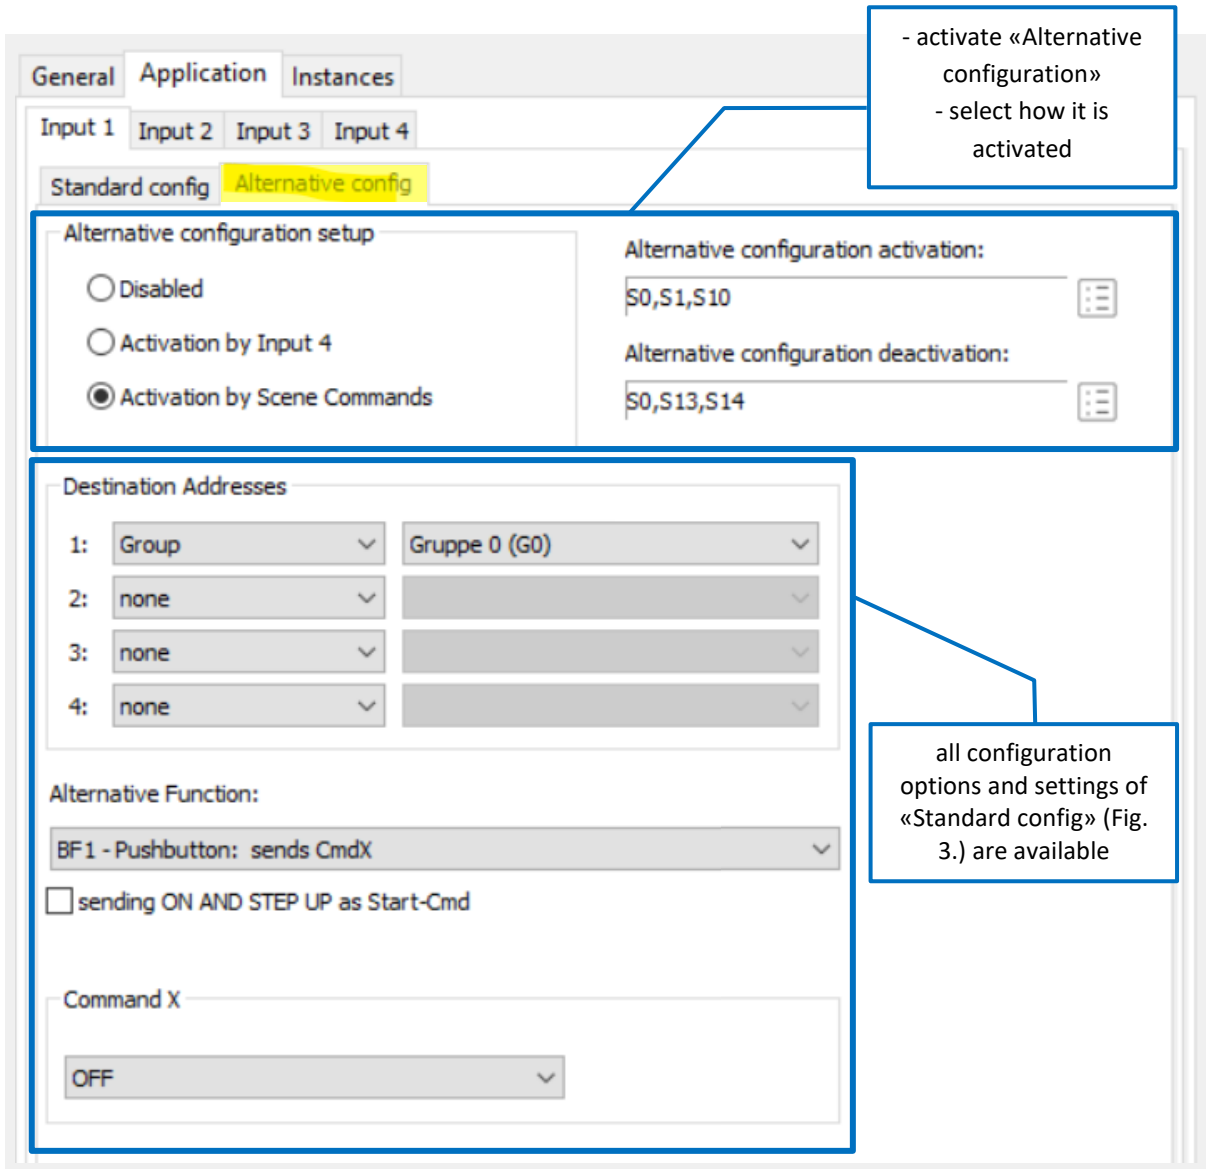 - activate «Alternative
configuration»
- select how it is
activated
General Application Instances
Input 1 Input 2 Input 3 Input 4
Standard config Alternative config
Alternative configuration setup
Disabled
Activation by Input 4
Activation by Scene Commands
Alternative configuration activation:
S0,S1,S10
Alternative configuration deactivation:
S0,S13,S14
Destination Addresses
1: Group Gruppe 0 (G0)
2: none
3: none
4: none
all configuration
options and settings of
«Standard config» (Fig.
3.) are available
Alternative Function:
BF1 - Pushbutton: sends CmdX
sending ON AND STEP UP as Start-Cmd
Command X
OFF